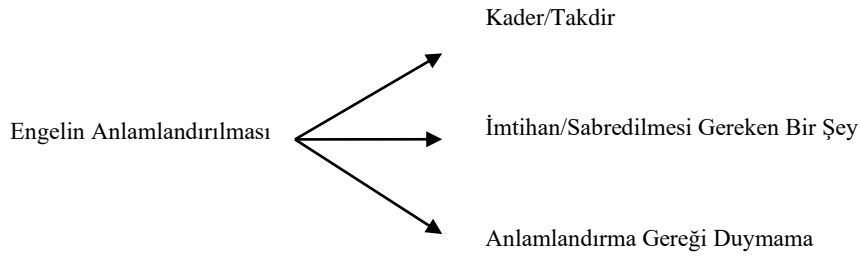 Kader/Takdir
Engelin Anlamlandırılması
İmtihan/Sabredilmesi Gereken Bir Şey
Anlamlandırma Gereği Duymama